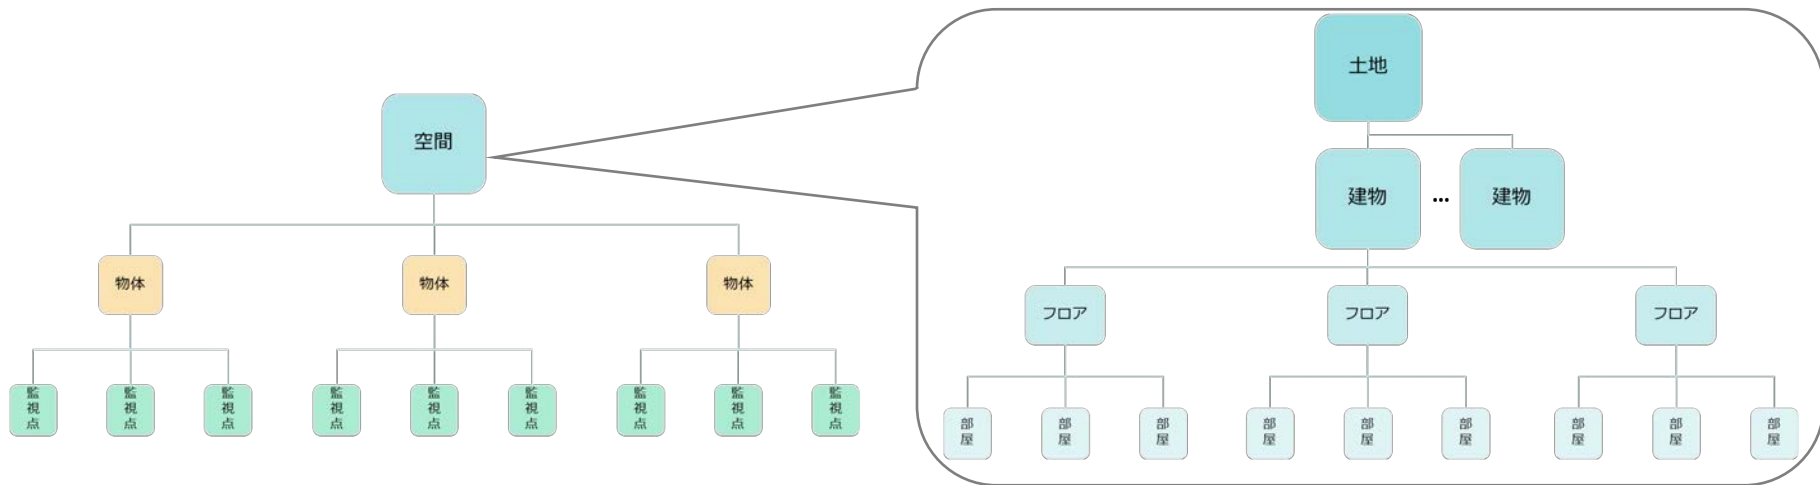 空間
物体
物体
物体
監視点
監視点
監視点
監視点
監視点
監視点
監視点
監視点
監視点
土地
建物
...
建物
フロア
フロア
フロア
部屋
部屋
部屋
部屋
部屋
部屋
部屋
部屋
部屋